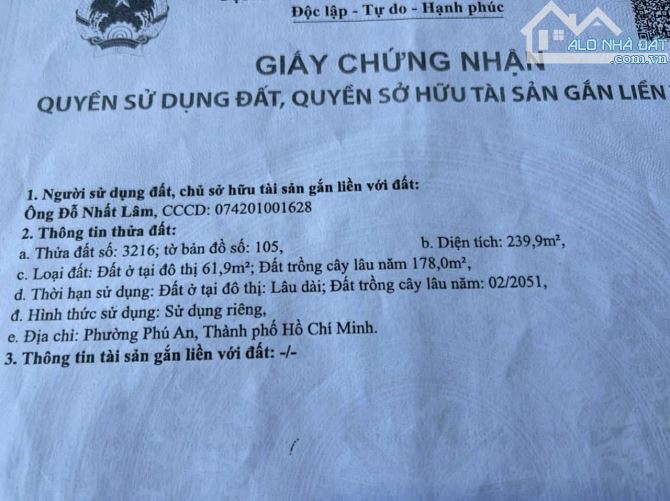 Độc lập - Tự do - Hạnh phúc
ALO NHÀ ĐẤT
.com.vn
GIẤY CHỨNG NHẬN
QUYỀN SỬ DỤNG ĐẤT, QUYỀN SỞ HỮU TÀI SẢN GẮN LIỀN
1. Người sử dụng đất, chủ sở hữu tài sản gắn liền với đất:
Ông Đỗ Nhất Lâm, CCCD: 074201001628
2. Thông tin thửa đất:
a. Thửa đất số: 3216; tờ bản đồ số: 105, b. Diện tích: 239,9m²,
c. Loại đất: Đất ở tại đô thị 61,9m²; Đất trồng cây lâu năm 178,0m²,
d. Thời hạn sử dụng: Đất ở tại đô thị: Lâu dài; Đất trồng cây lâu năm: 02/2051,
đ. Hình thức sử dụng: Sử dụng riêng,
e. Địa chỉ: Phường Phú An, Thành phố Hồ Chí Minh.
3. Thông tin tài sản gắn liền với đất: -/-